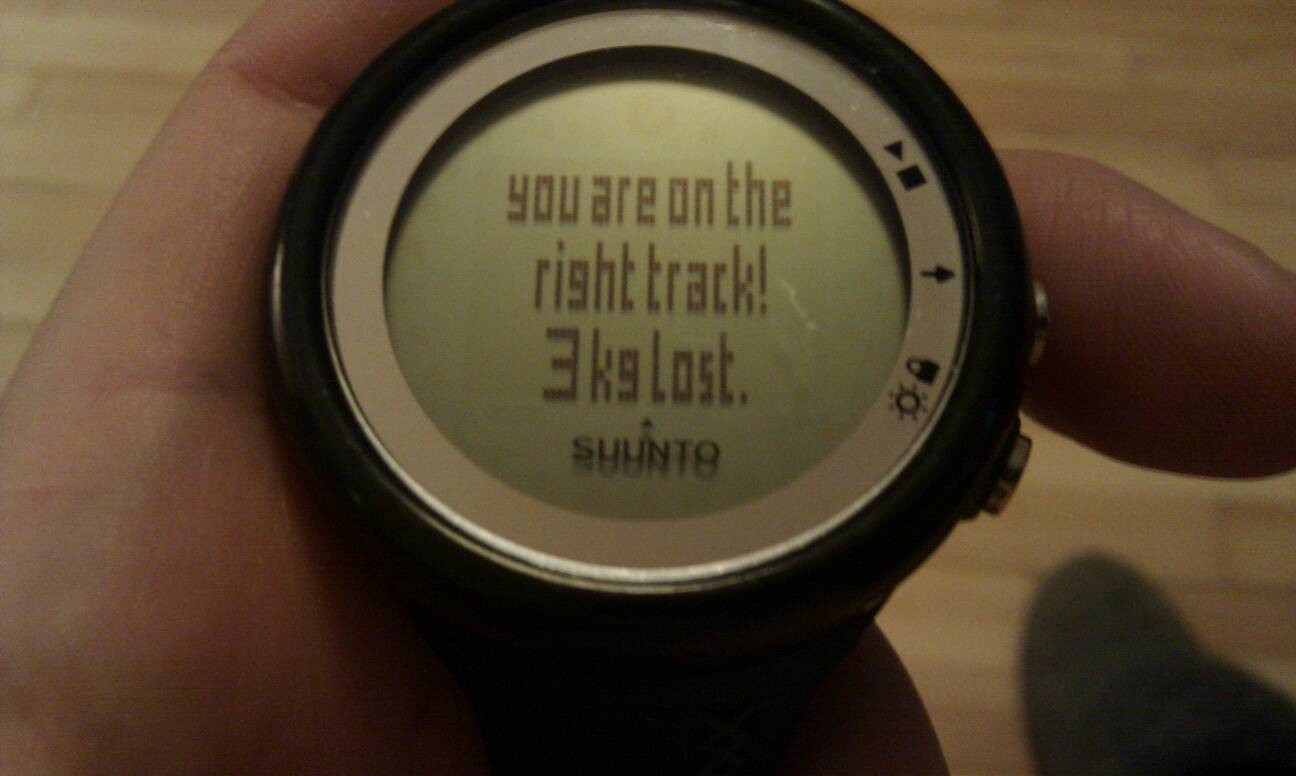 you are on the
right track!
3 kg lost.
SUUNTO